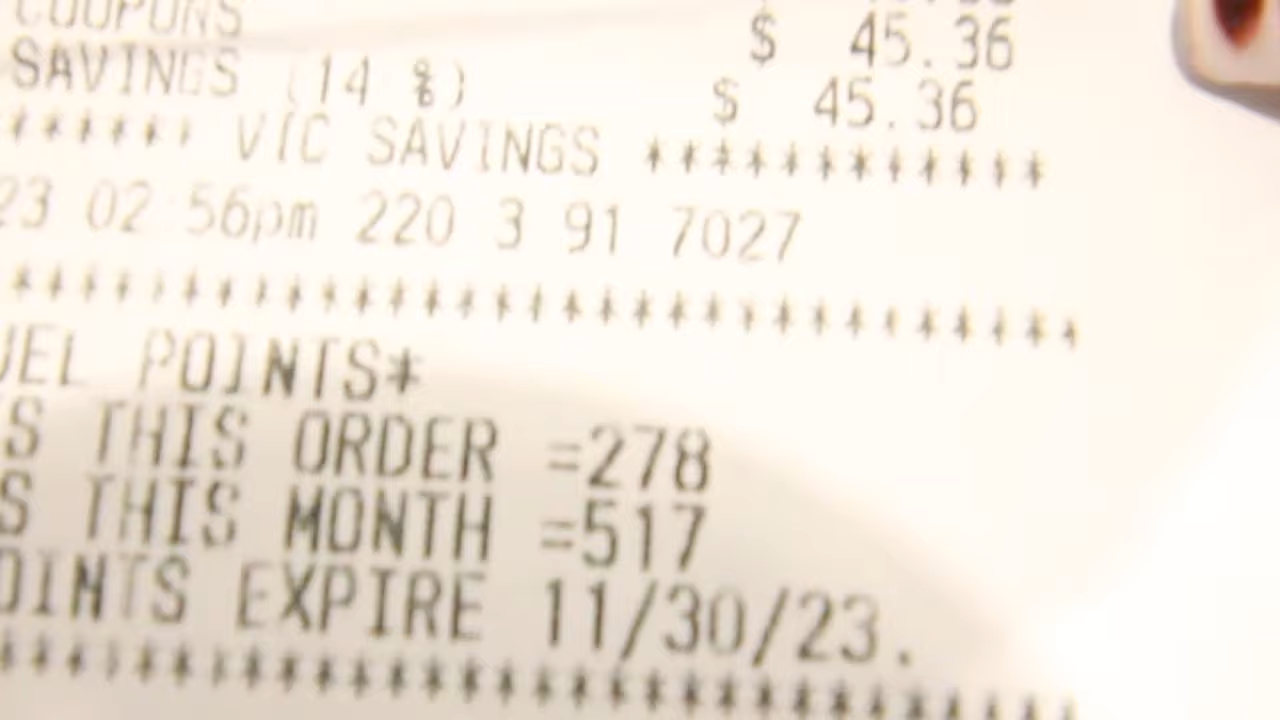 COUPONS $ 45.36
SAVINGS (14 %) $ 45.36
****** VIC SAVINGS ************
23 02:56pm 220 3 91 7027
*******************************
UEL POINTS*
S THIS ORDER =278
S THIS MONTH =517
OINTS EXPIRE 11/30/23.
*******************************